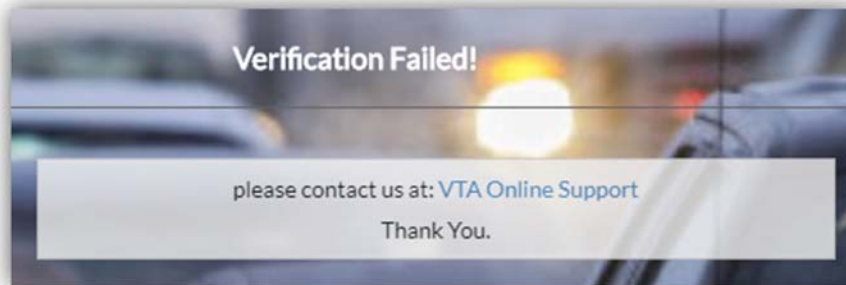 Verification Failed!
please contact us at: VTA Online Support
Thank You.